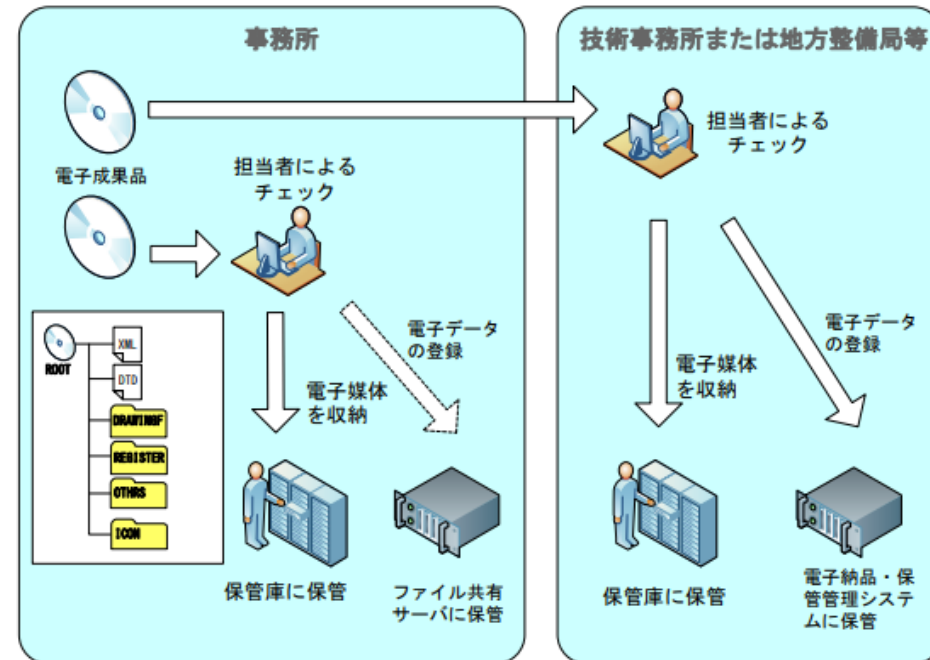 事務所
電子成果品
担当者による
チェック
ROOT
XML
DTD
DRAWINGF
REGISTER
OTHRS
ICON
電子データ
の登録
電子媒体
を収納
保管庫に保管
ファイル共有
サーバに保管
技術事務所または地方整備局等
担当者による
チェック
電子データ
の登録
電子媒体
を収納
保管庫に保管
電子納品・保
管管理システ
ムに保管